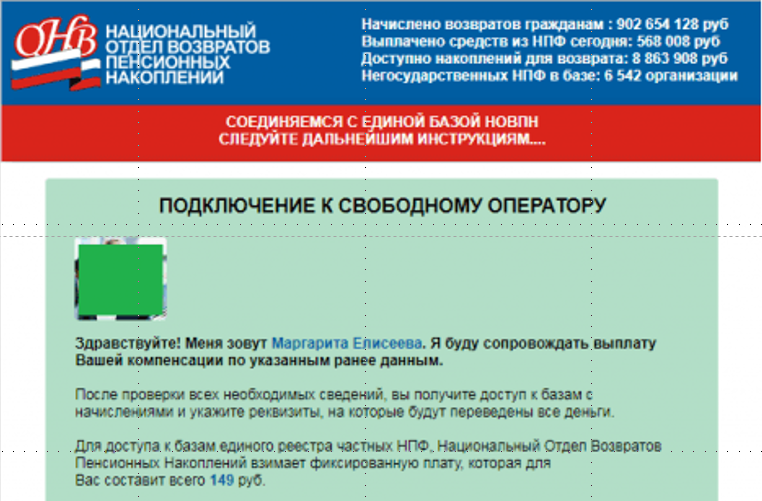 ОНВ
НАЦИОНАЛЬНЫЙ
ОТДЕЛ ВОЗВРАТОВ
ПЕНСИОННЫХ
НАКОПЛЕНИЙ
Начислено возвратов гражданам : 902 654 128 руб
Выплачено средств из НПФ сегодня: 568 008 руб
Доступно накоплений для возврата: 8 863 908 руб
Негосударственных НПФ в базе: 6 542 организации
СОЕДИНЯЕМСЯ С ЕДИНОЙ БАЗОЙ НОВПН
СЛЕДУЙТЕ ДАЛЬНЕЙШИМ ИНСТРУКЦИЯМ....
ПОДКЛЮЧЕНИЕ К СВОБОДНОМУ ОПЕРАТОРУ
Здравствуйте! Меня зовут Маргарита Елисеева. Я буду сопровождать выплату
Вашей компенсации по указанным ранее данным.
После проверки всех необходимых сведений, вы получите доступ к базам с
начислениями и укажите реквизиты, на которые будут переведены все деньги.
Для доступа к базам единого реестра частных НПФ, Национальный Отдел Возвратов
Пенсионных Накоплений взимает фиксированную плату, которая для
Вас составит всего 149 руб.